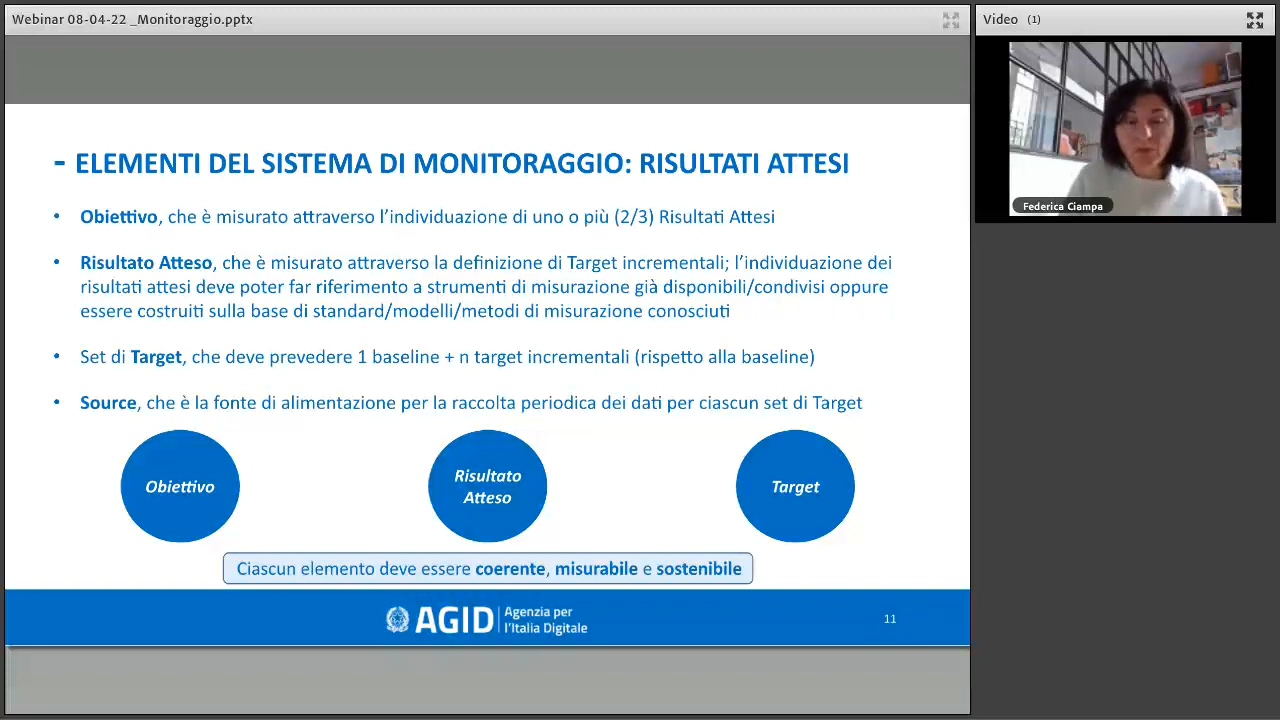 Webinar 08-04-22 _Monitoraggio.pptx
Video (1)
Federica Ciampa
- ELEMENTI DEL SISTEMA DI MONITORAGGIO: RISULTATI ATTESI
• Obiettivo, che è misurato attraverso l’individuazione di uno o più (2/3) Risultati Attesi
• Risultato Atteso, che è misurato attraverso la definizione di Target incrementali; l’individuazione dei
risultati attesi deve poter far riferimento a strumenti di misurazione già disponibili/condivisi oppure
essere costruiti sulla base di standard/modelli/metodi di misurazione conosciuti
• Set di Target, che deve prevedere 1 baseline + n target incrementali (rispetto alla baseline)
• Source, che è la fonte di alimentazione per la raccolta periodica dei dati per ciascun set di Target
Obiettivo
Risultato
Atteso
Target
Ciascun elemento deve essere coerente, misurabile e sostenibile
AGID
Agenzia per
l’Italia Digitale
11